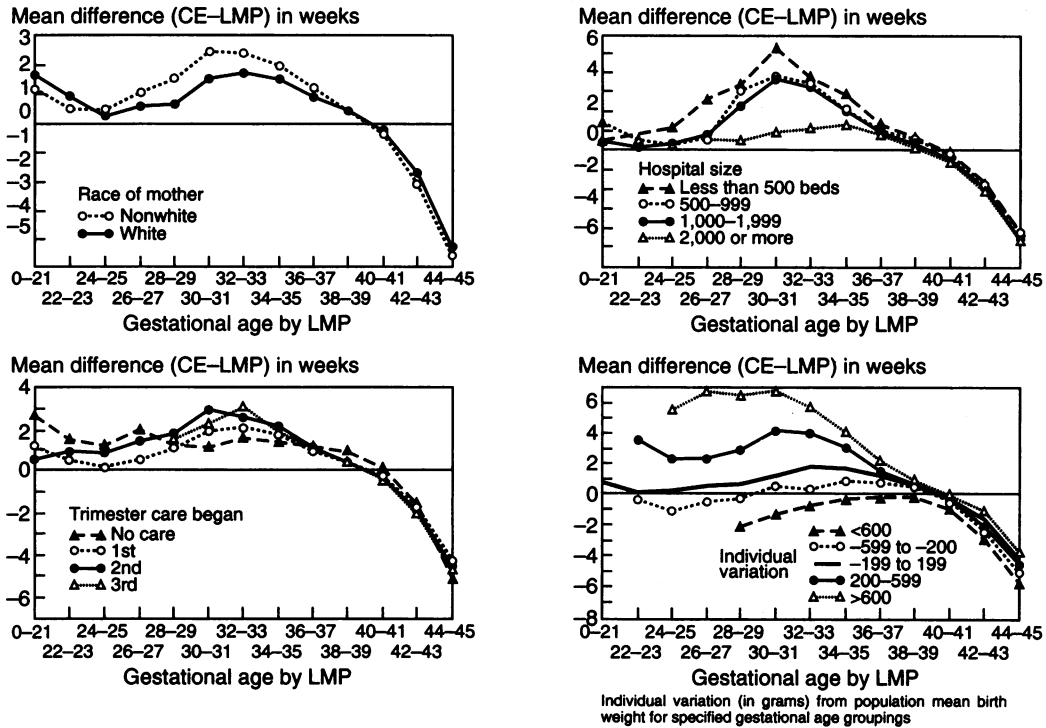 Mean difference (CE–LMP) in weeks
3
2
1
0
–1
–2
–3
–4
–5
Race of mother
Nonwhite
White
0–21 24–25 28–29 32–33 36–37 40–41 44–45
22–23 26–27 30–31 34–35 38–39 42–43
Gestational age by LMP
Mean difference (CE–LMP) in weeks
6
4
2
0
–2
–4
–6
Hospital size
Less than 500 beds
500–999
1,000–1,999
2,000 or more
0–21 24–25 28–29 32–33 36–37 40–41 44–45
22–23 26–27 30–31 34–35 38–39 42–43
Gestational age by LMP
Mean difference (CE–LMP) in weeks
4
2
0
–2
–4
–6
Trimester care began
No care
1st
2nd
3rd
0–21 24–25 28–29 32–33 36–37 40–41 44–45
22–23 26–27 30–31 34–35 38–39 42–43
Gestational age by LMP
Mean difference (CE–LMP) in weeks
6
4
2
0
–2
–4
–6
–8
Individual
variation
<600
–599 to –200
–199 to 199
200–599
>600
0–21 24–25 28–29 32–33 36–37 40–41 44–45
22–23 26–27 30–31 34–35 38–39 42–43
Gestational age by LMP
Individual variation (in grams) from population mean birth
weight for specified gestational age groupings